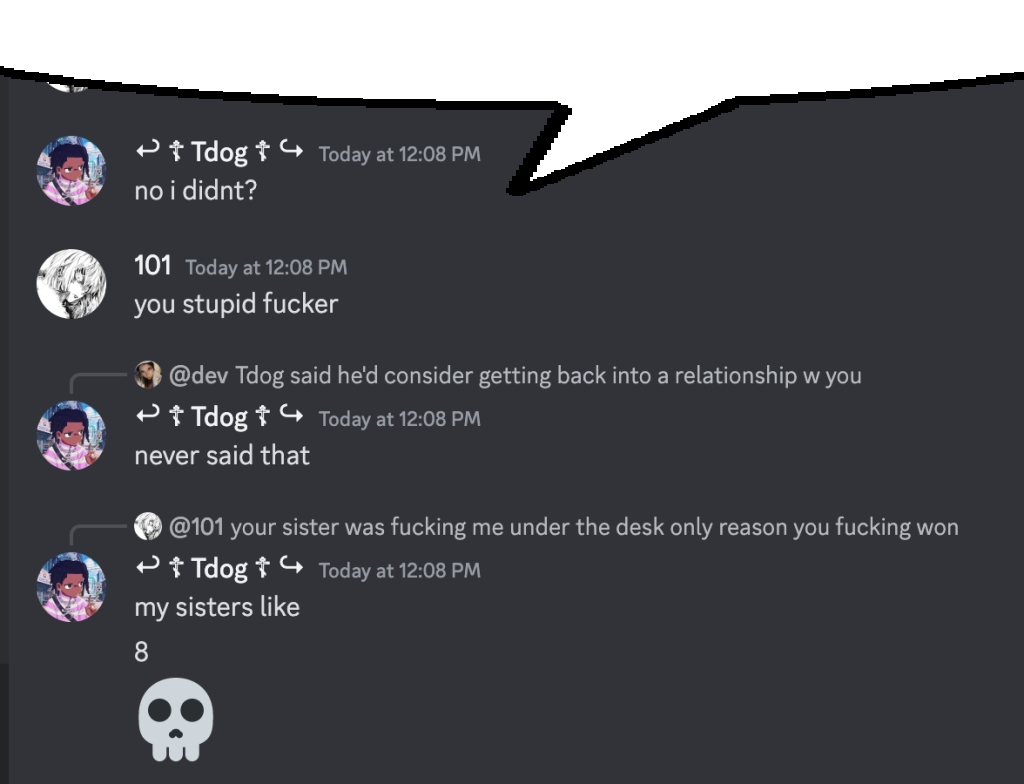 ↩ ☦ Tdog ☦ ↪ Today at 12:08 PM
no i didnt?
101 Today at 12:08 PM
you stupid fucker
@dev Tdog said he'd consider getting back into a relationship w you
↩ ☦ Tdog ☦ ↪ Today at 12:08 PM
never said that
@101 your sister was fucking me under the desk only reason you fucking won
↩ ☦ Tdog ☦ ↪ Today at 12:08 PM
my sisters like
8
💀